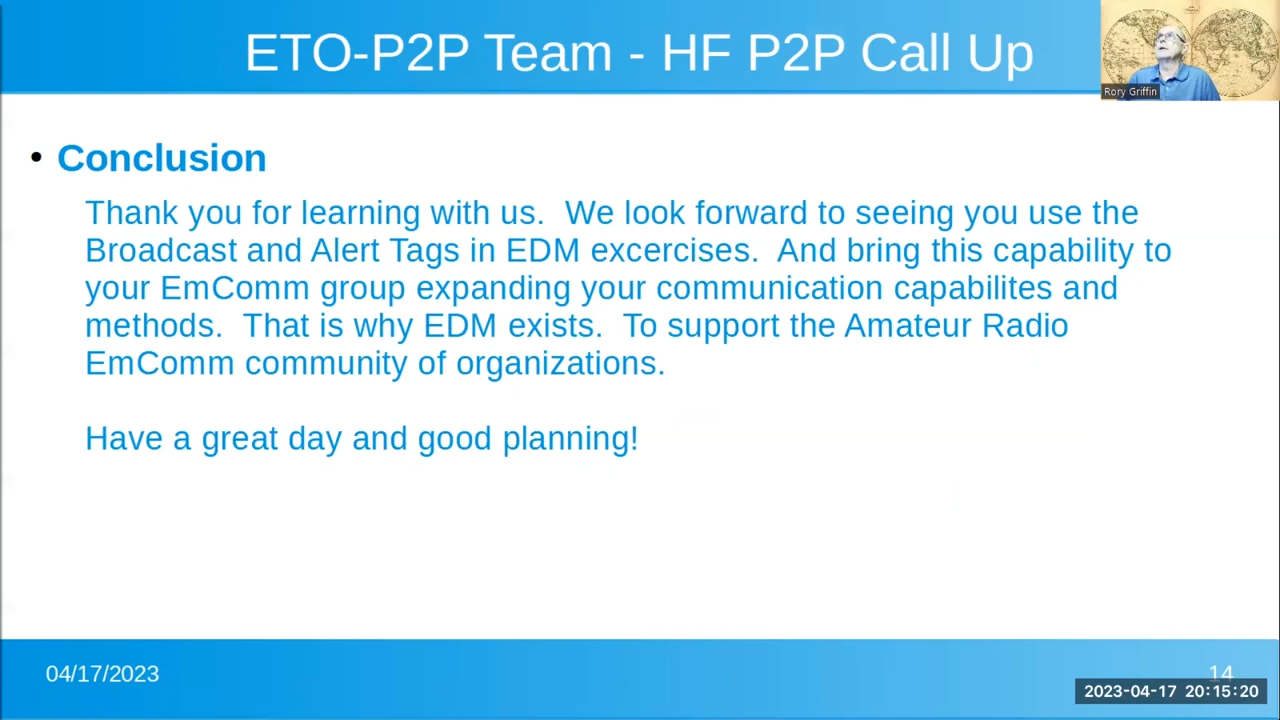 ETO-P2P Team - HF P2P Call Up
Rory Griffin
• Conclusion
Thank you for learning with us.  We look forward to seeing you use the
Broadcast and Alert Tags in EDM excercises.  And bring this capability to
your EmComm group expanding your communication capabilites and
methods.  That is why EDM exists.  To support the Amateur Radio
EmComm community of organizations.
Have a great day and good planning!
04/17/2023
14
2023-04-17 20:15:20